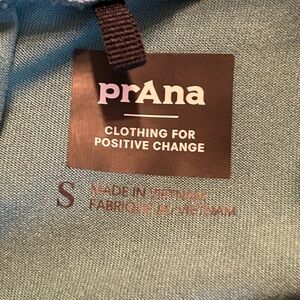 prAna
CLOTHING FOR
POSITIVE CHANGE
S
MADE IN VIETNAM
FABRIQUÉ AU VIETNAM